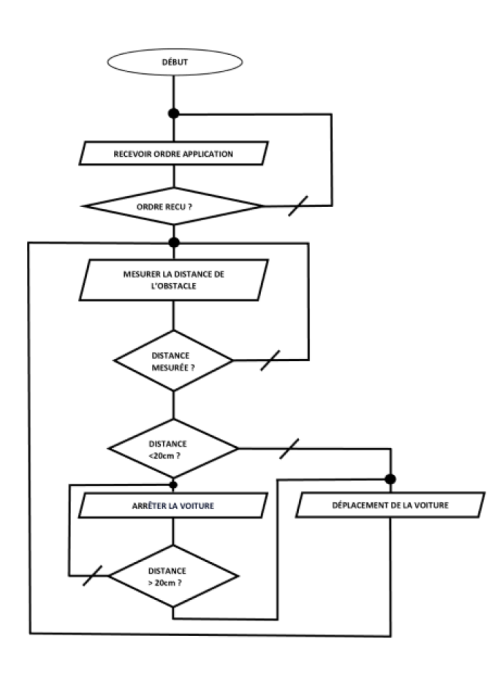 DÉBUT
RECEVOIR ORDRE APPLICATION
ORDRE RECU ?
MESURER LA DISTANCE DE
L'OBSTACLE
DISTANCE
MESURÉE ?
DISTANCE
<20cm ?
ARRÊTER LA VOITURE
DÉPLACEMENT DE LA VOITURE
DISTANCE
> 20cm ?